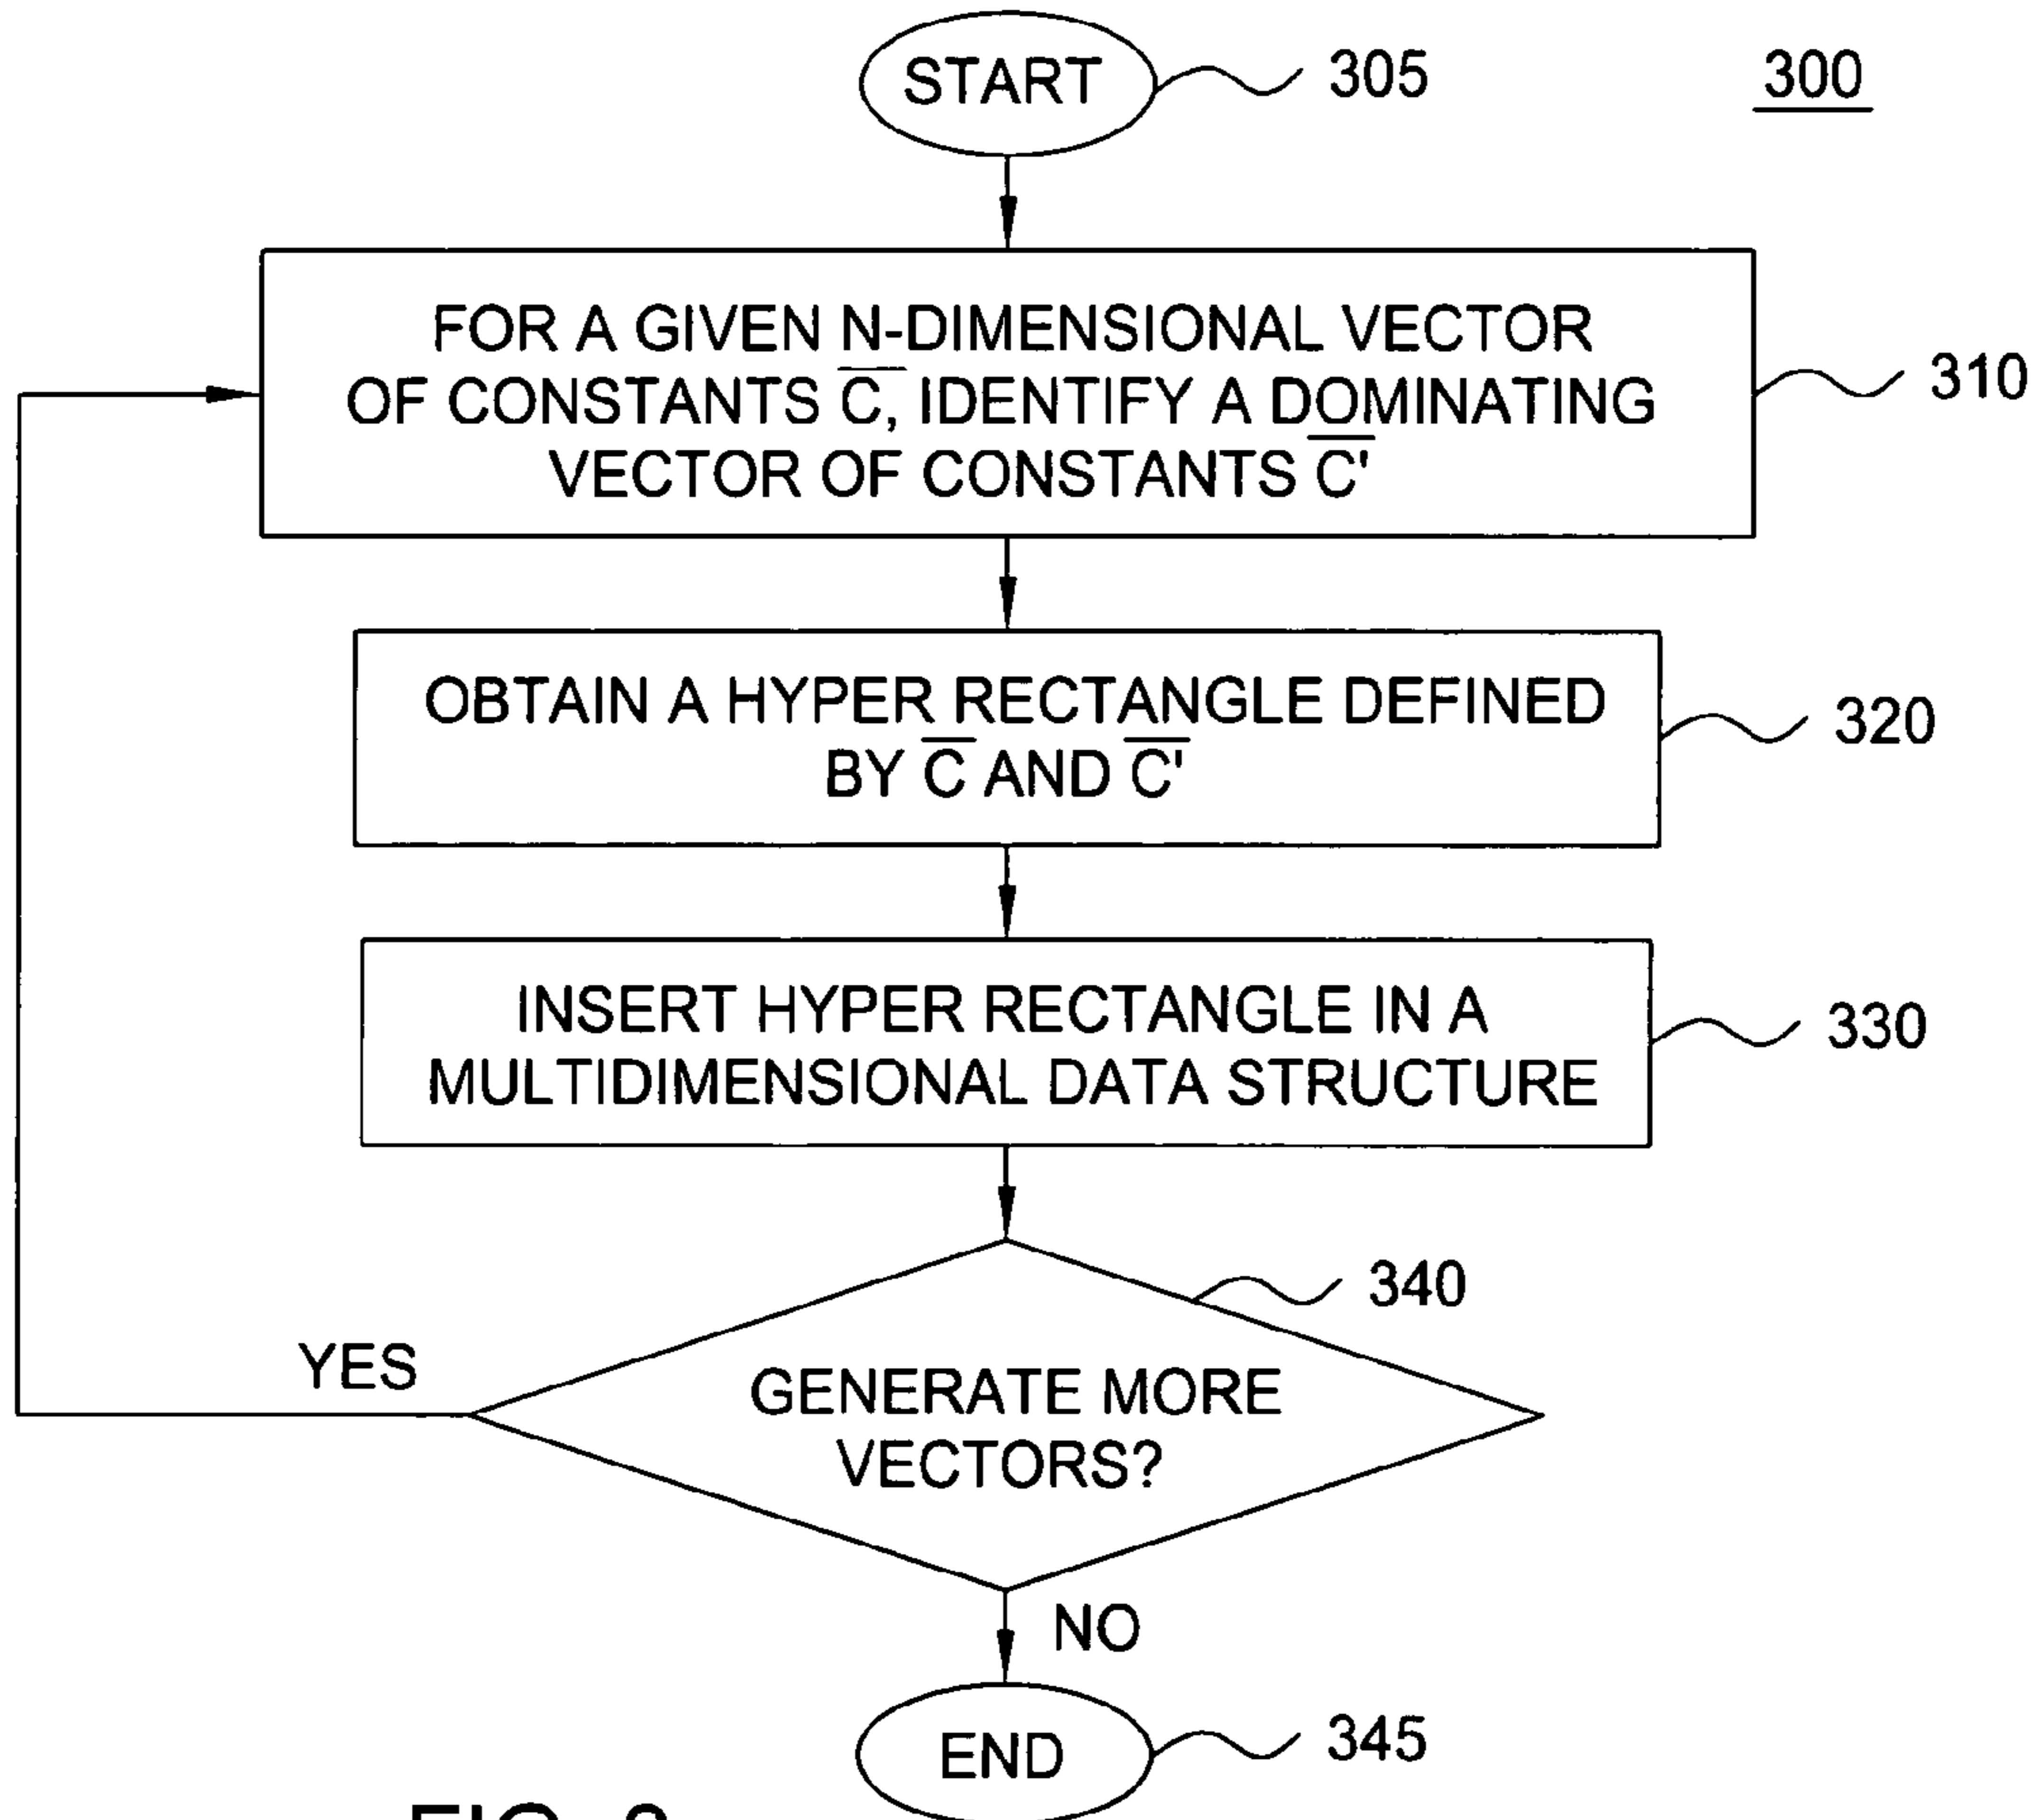 START
305
300
FOR A GIVEN N-DIMENSIONAL VECTOR
OF CONSTANTS C̅, IDENTIFY A DOMINATING
VECTOR OF CONSTANTS C̅'
310
OBTAIN A HYPER RECTANGLE DEFINED
BY C̅ AND C̅'
320
INSERT HYPER RECTANGLE IN A
MULTIDIMENSIONAL DATA STRUCTURE
330
340
YES
GENERATE MORE
VECTORS?
NO
END
345
FIG.